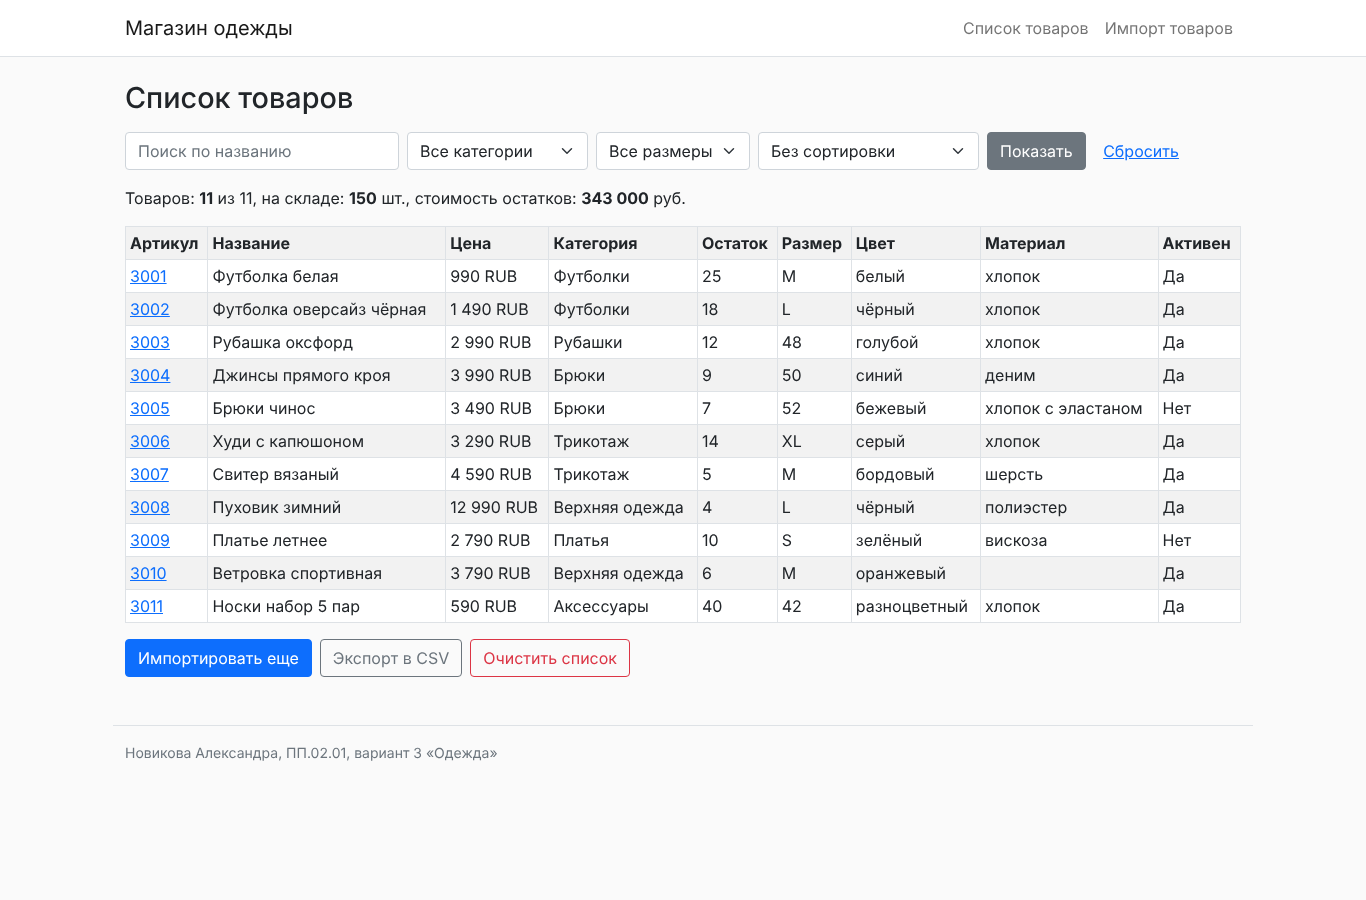 Магазин одежды Список товаров Импорт товаров
Список товаров
Поиск по названию Все категории Все размеры Без сортировки Показать Сбросить
Товаров: 11 из 11, на складе: 150 шт., стоимость остатков: 343 000 руб.
Артикул Название Цена Категория Остаток Размер Цвет Материал Активен
3001 Футболка белая 990 RUB Футболки 25 M белый хлопок Да
3002 Футболка оверсайз чёрная 1 490 RUB Футболки 18 L чёрный хлопок Да
3003 Рубашка оксфорд 2 990 RUB Рубашки 12 48 голубой хлопок Да
3004 Джинсы прямого кроя 3 990 RUB Брюки 9 50 синий деним Да
3005 Брюки чинос 3 490 RUB Брюки 7 52 бежевый хлопок с эластаном Нет
3006 Худи с капюшоном 3 290 RUB Трикотаж 14 XL серый хлопок Да
3007 Свитер вязаный 4 590 RUB Трикотаж 5 M бордовый шерсть Да
3008 Пуховик зимний 12 990 RUB Верхняя одежда 4 L чёрный полиэстер Да
3009 Платье летнее 2 790 RUB Платья 10 S зелёный вискоза Нет
3010 Ветровка спортивная 3 790 RUB Верхняя одежда 6 M оранжевый Да
3011 Носки набор 5 пар 590 RUB Аксессуары 40 42 разноцветный хлопок Да
Импортировать еще Экспорт в CSV Очистить список
Новикова Александра, ПП.02.01, вариант 3 «Одежда»